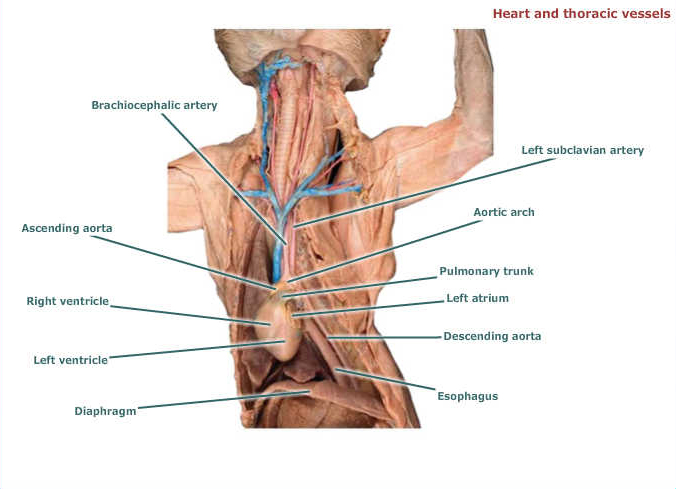 Heart and thoracic vessels
Brachiocephalic artery
Left subclavian artery
Aortic arch
Ascending aorta
Pulmonary trunk
Left atrium
Right ventricle
Descending aorta
Left ventricle
Esophagus
Diaphragm